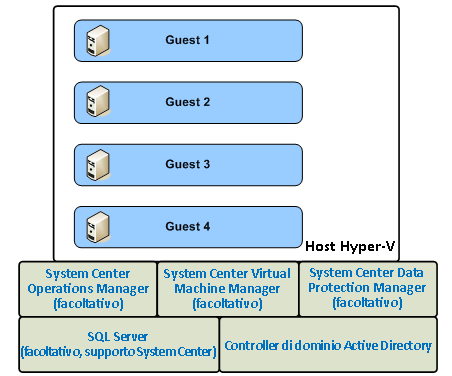 Guest 1
Guest 2
Guest 3
Guest 4
Host Hyper-V
System Center
Operations Manager
(facoltativo)
System Center Virtual
Machine Manager
(facoltativo)
System Center Data
Protection Manager
(facoltativo)
SQL Server
(facoltativo, supporto System Center)
Controller di dominio Active Directory